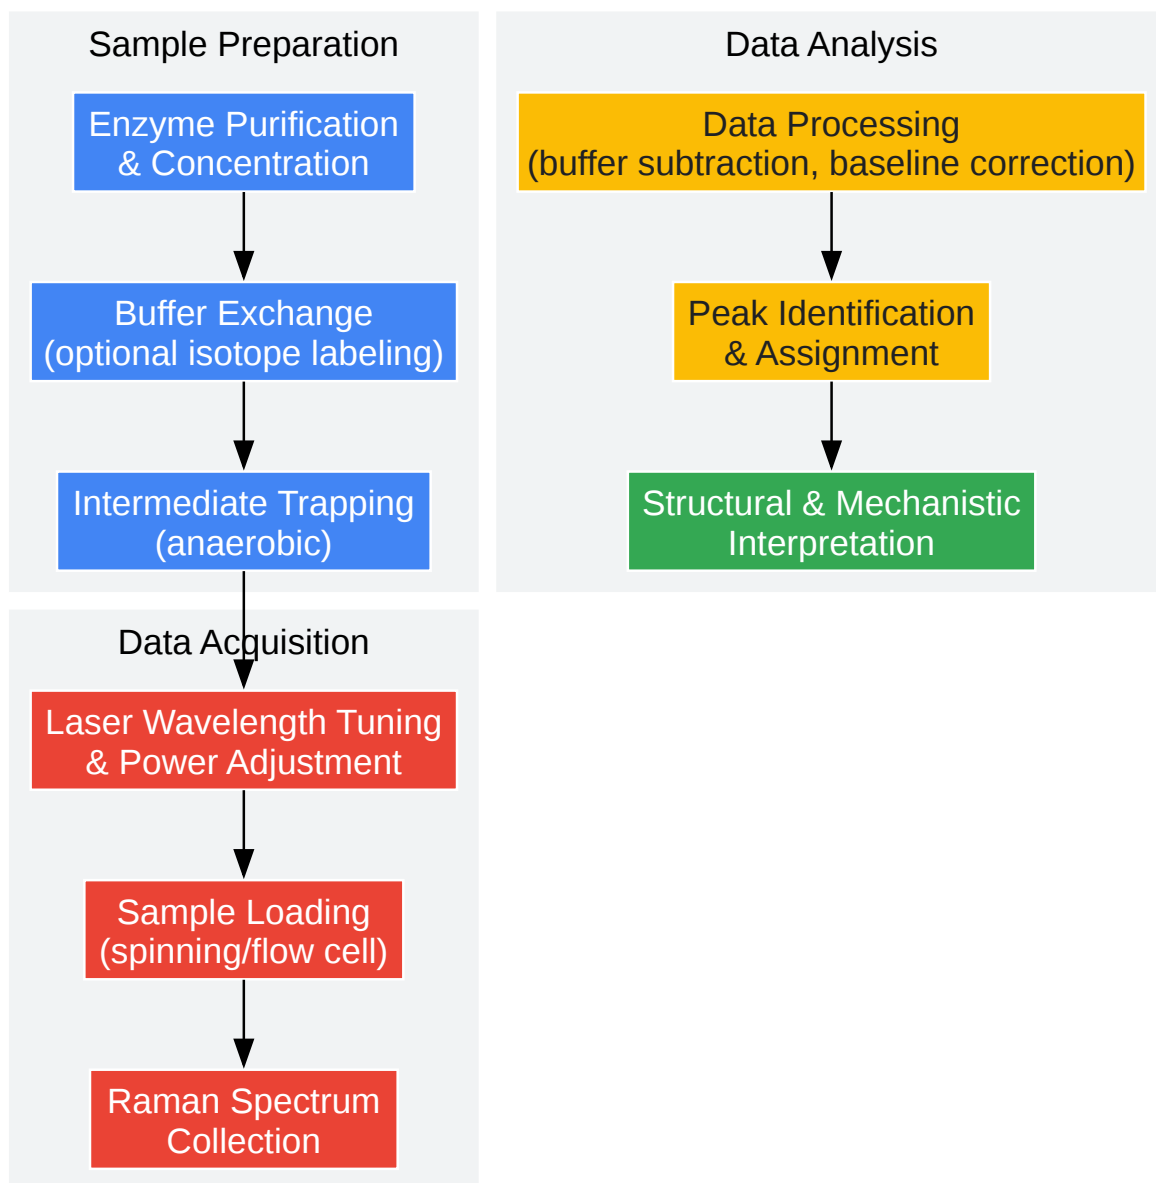 Sample Preparation
Enzyme Purification
& Concentration
Buffer Exchange
(optional isotope labeling)
Intermediate Trapping
(anaerobic)
Data Acquisition
Laser Wavelength Tuning
& Power Adjustment
Sample Loading
(spinning/flow cell)
Raman Spectrum
Collection
Data Analysis
Data Processing
(buffer subtraction, baseline correction)
Peak Identification
& Assignment
Structural & Mechanistic
Interpretation